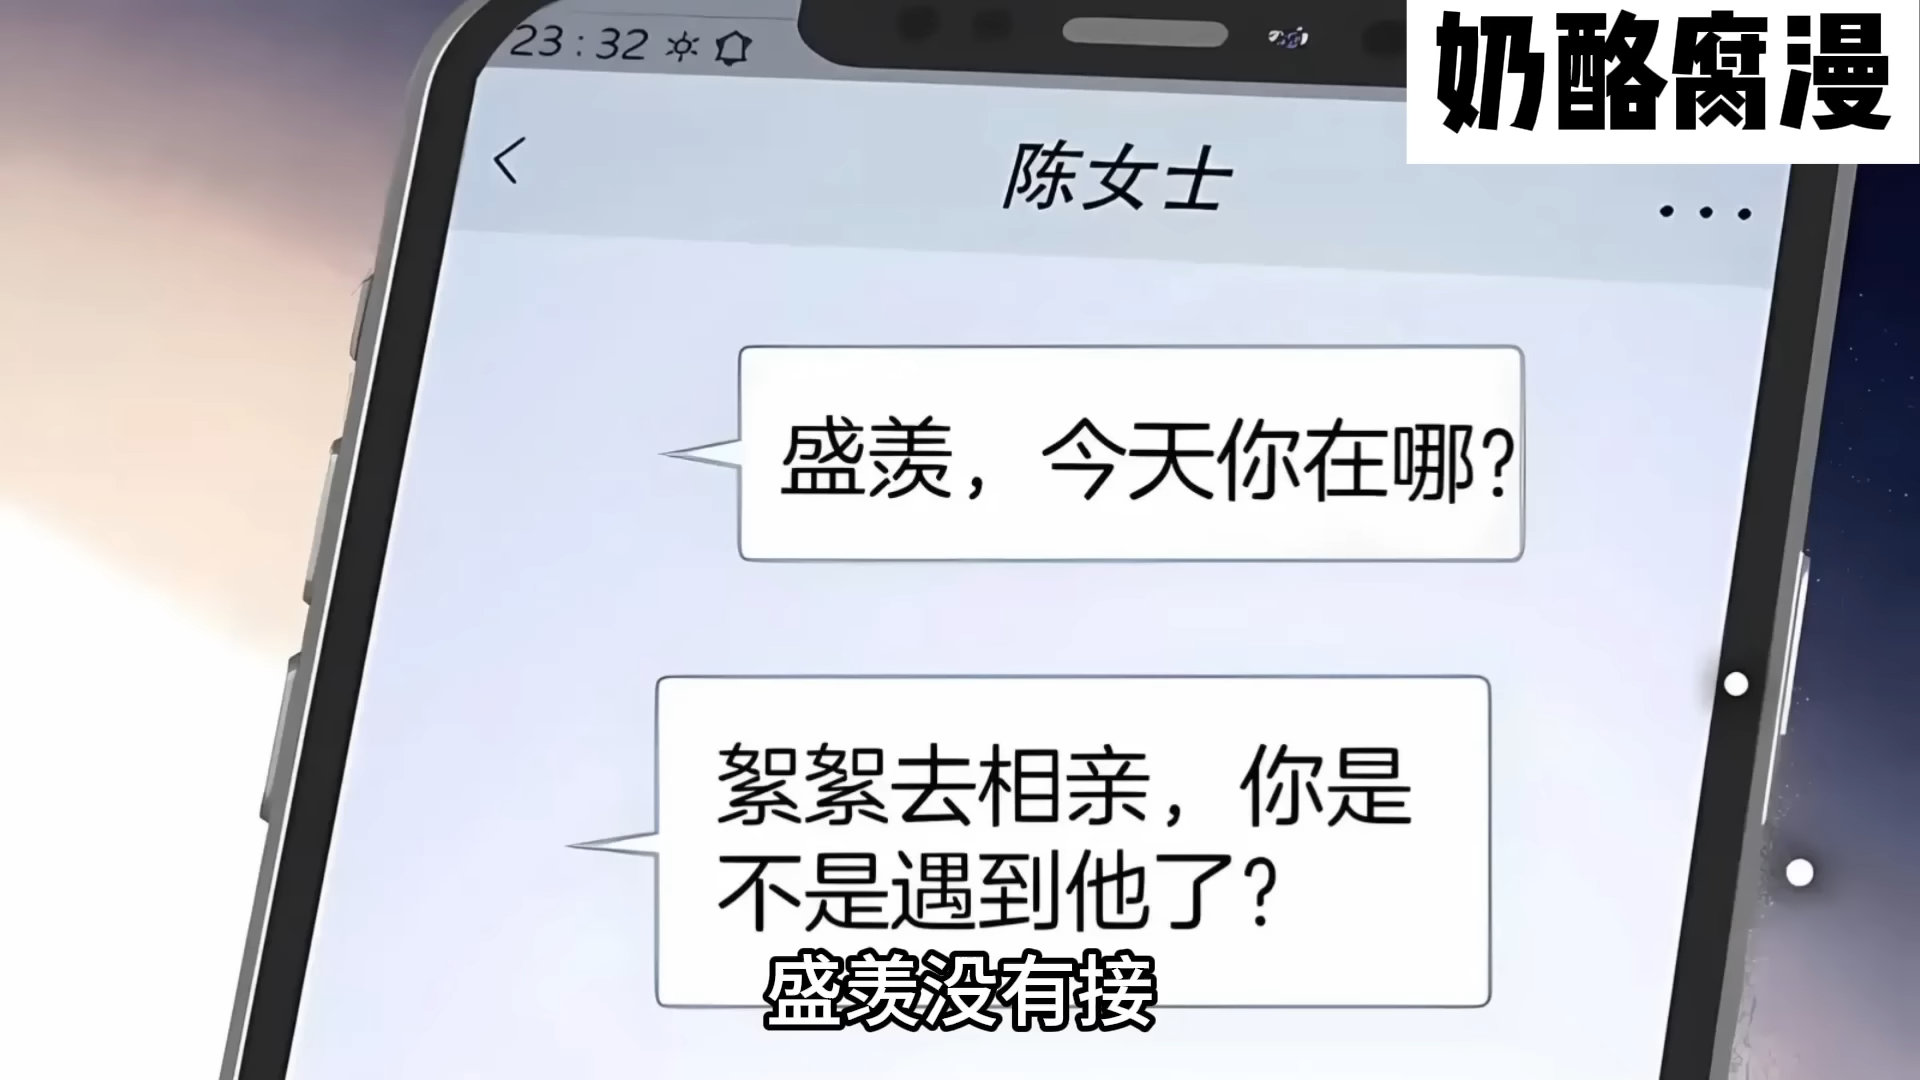 23:32
奶酪腐漫
陈女士
盛羡，今天你在哪?
絮絮去相亲，你是
不是遇到他了?
盛羡没有接